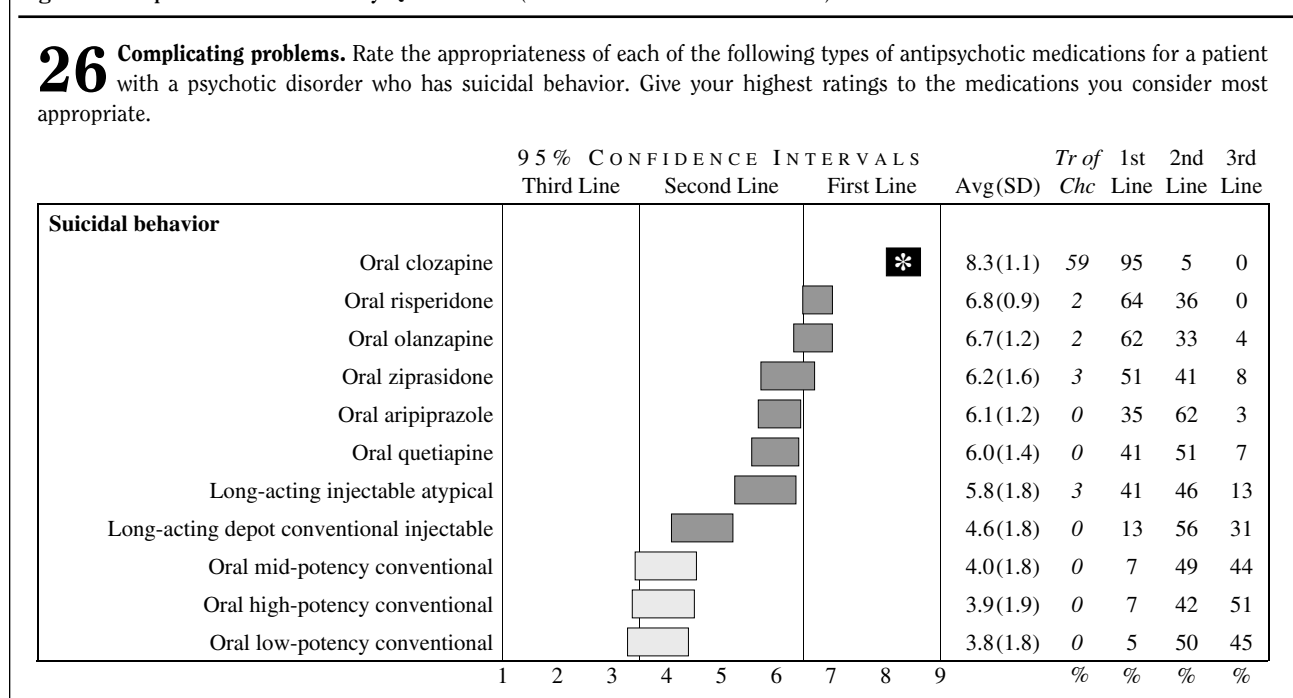 26 Complicating problems. Rate the appropriateness of each of the following types of antipsychotic medications for a patient
with a psychotic disorder who has suicidal behavior. Give your highest ratings to the medications you consider most
appropriate.
95% CONFIDENCE INTERVALS Tr of 1st 2nd 3rd
Third Line Second Line First Line Avg(SD) Chc Line Line Line
Suicidal behavior
Oral clozapine * 8.3(1.1) 59 95 5 0
Oral risperidone 6.8(0.9) 2 64 36 0
Oral olanzapine 6.7(1.2) 2 62 33 4
Oral ziprasidone 6.2(1.6) 3 51 41 8
Oral aripiprazole 6.1(1.2) 0 35 62 3
Oral quetiapine 6.0(1.4) 0 41 51 7
Long-acting injectable atypical 5.8(1.8) 3 41 46 13
Long-acting depot conventional injectable 4.6(1.8) 0 13 56 31
Oral mid-potency conventional 4.0(1.8) 0 7 49 44
Oral high-potency conventional 3.9(1.9) 0 7 42 51
Oral low-potency conventional 3.8(1.8) 0 5 50 45
1 2 3 4 5 6 7 8 9 % % % %